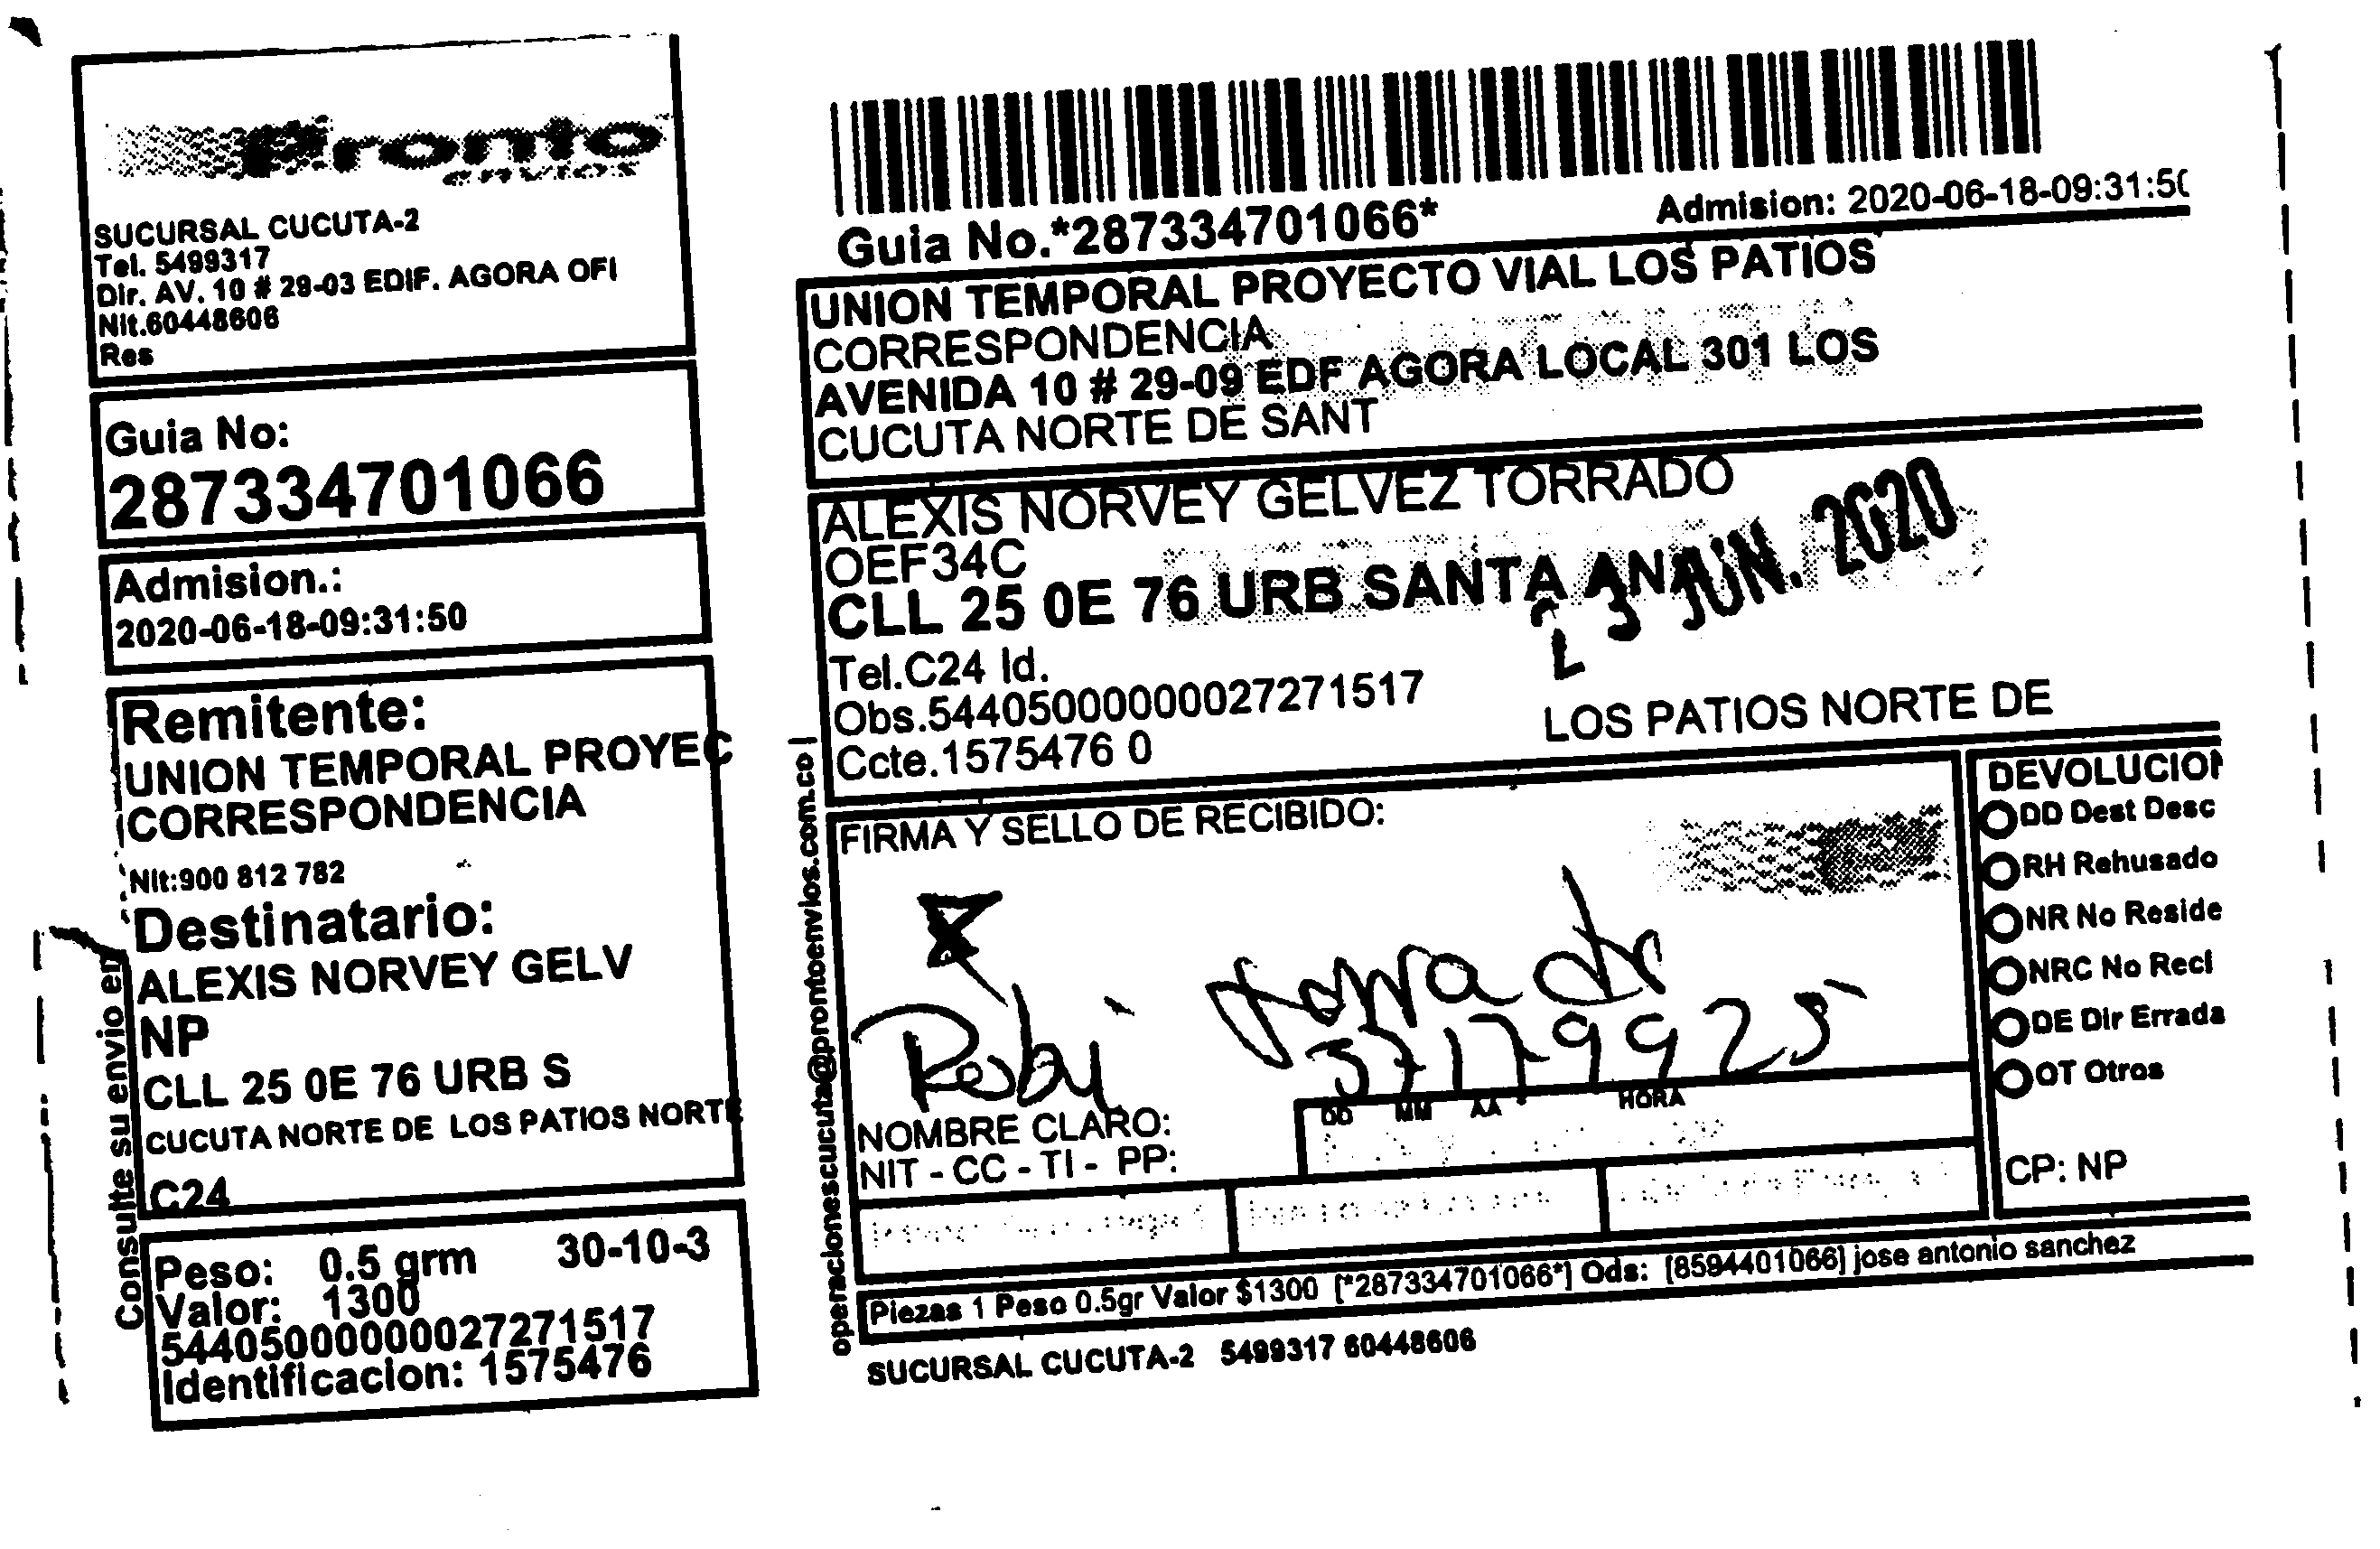 Pronto
envios
SUCURSAL CUCUTA-2
Tel. 5499317
Dir. AV. 10 # 29-03 EDIF. AGORA OFI
Nit.60448606
Res
Guia No:
287334701066
Admision.:
2020-06-18-09:31:50
Remitente:
UNION TEMPORAL PROYEC
CORRESPONDENCIA
Nit:900 812 782
Destinatario:
ALEXIS NORVEY GELV
NP
CLL 25 0E 76 URB S
CUCUTA NORTE DE LOS PATIOS NORTE
C24
Peso: 0.5 grm 30-10-3
Valor: 1300
544050000000027271517
Identificacion: 1575476
Consulte su envio en
Guia No.*287334701066*
Admision: 2020-06-18-09:31:50
UNION TEMPORAL PROYECTO VIAL LOS PATIOS
CORRESPONDENCIA
AVENIDA 10 # 29-09 EDF AGORA LOCAL 301 LOS
CUCUTA NORTE DE SANT
ALEXIS NORVEY GELVEZ TORRADO
OEF34C
CLL 25 0E 76 URB SANTA ANA
23 JUN. 2020
Tel.C24 Id.
Obs.544050000000027271517
LOS PATIOS NORTE DE
Ccte.1575476 0
operacionescucuta@prontoenvios.com.co |
FIRMA Y SELLO DE RECIBIDO:
37179925
NOMBRE CLARO:
NIT - CC - TI - PP:
DD MM AA HORA
DEVOLUCION
DD Dest Desc
RH Rehusado
NR No Reside
NRC No Recl
DE Dir Errada
OT Otros
CP: NP
Piezas 1 Peso 0.5gr Valor $1300 [*287334701066*] Ods: [8594401066] jose antonio sanchez
SUCURSAL CUCUTA-2 5499317 60448606